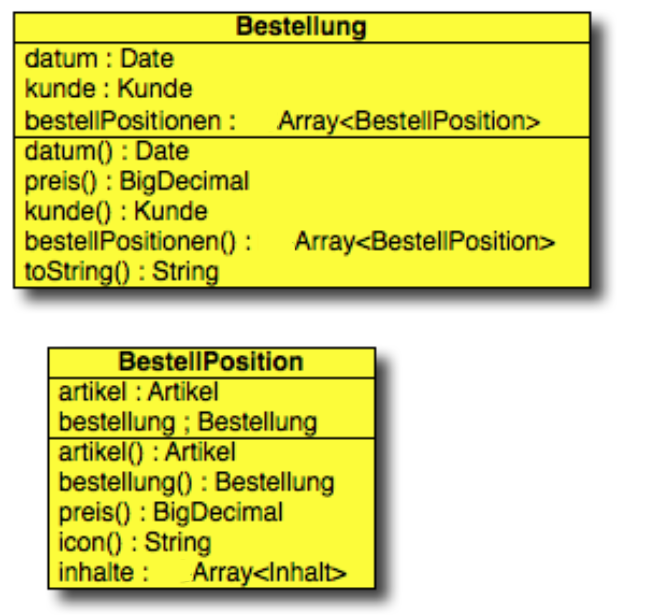 Bestellung
datum : Date
kunde : Kunde
bestellPositionen : Array<BestellPosition>
datum() : Date
preis() : BigDecimal
kunde() : Kunde
bestellPositionen() : Array<BestellPosition>
toString() : String
BestellPosition
artikel : Artikel
bestellung ; Bestellung
artikel() : Artikel
bestellung() : Bestellung
preis() : BigDecimal
icon() : String
inhalte : Array<Inhalt>